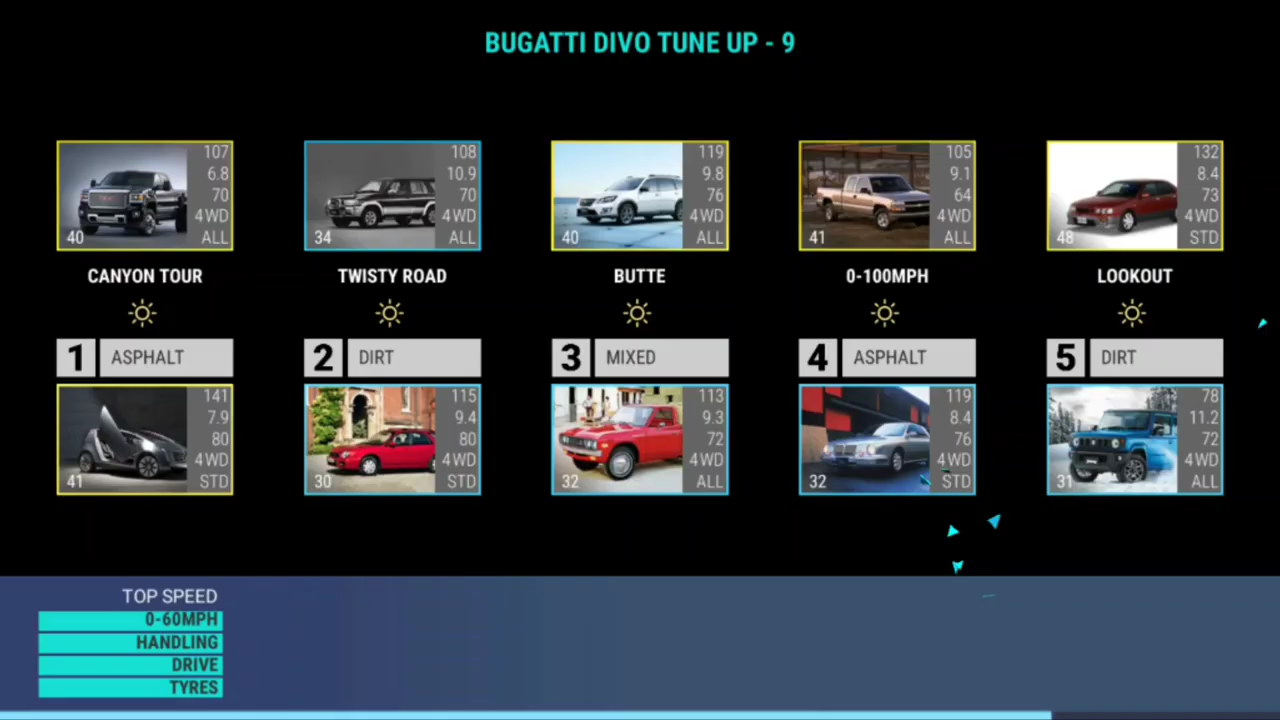 BUGATTI DIVO TUNE UP - 9
107
6.8
70
4WD
40 ALL
108
10.9
70
4WD
34 ALL
119
9.8
76
4WD
40 ALL
105
9.1
64
4WD
41 ALL
132
8.4
73
4WD
48 STD
CANYON TOUR TWISTY ROAD BUTTE 0-100MPH LOOKOUT
1 ASPHALT 2 DIRT 3 MIXED 4 ASPHALT 5 DIRT
141
7.9
80
4WD
41 STD
115
9.4
80
4WD
30 STD
113
9.3
72
4WD
32 ALL
119
8.4
76
4WD
32 STD
78
11.2
72
4WD
31 ALL
TOP SPEED
0-60MPH
HANDLING
DRIVE
TYRES